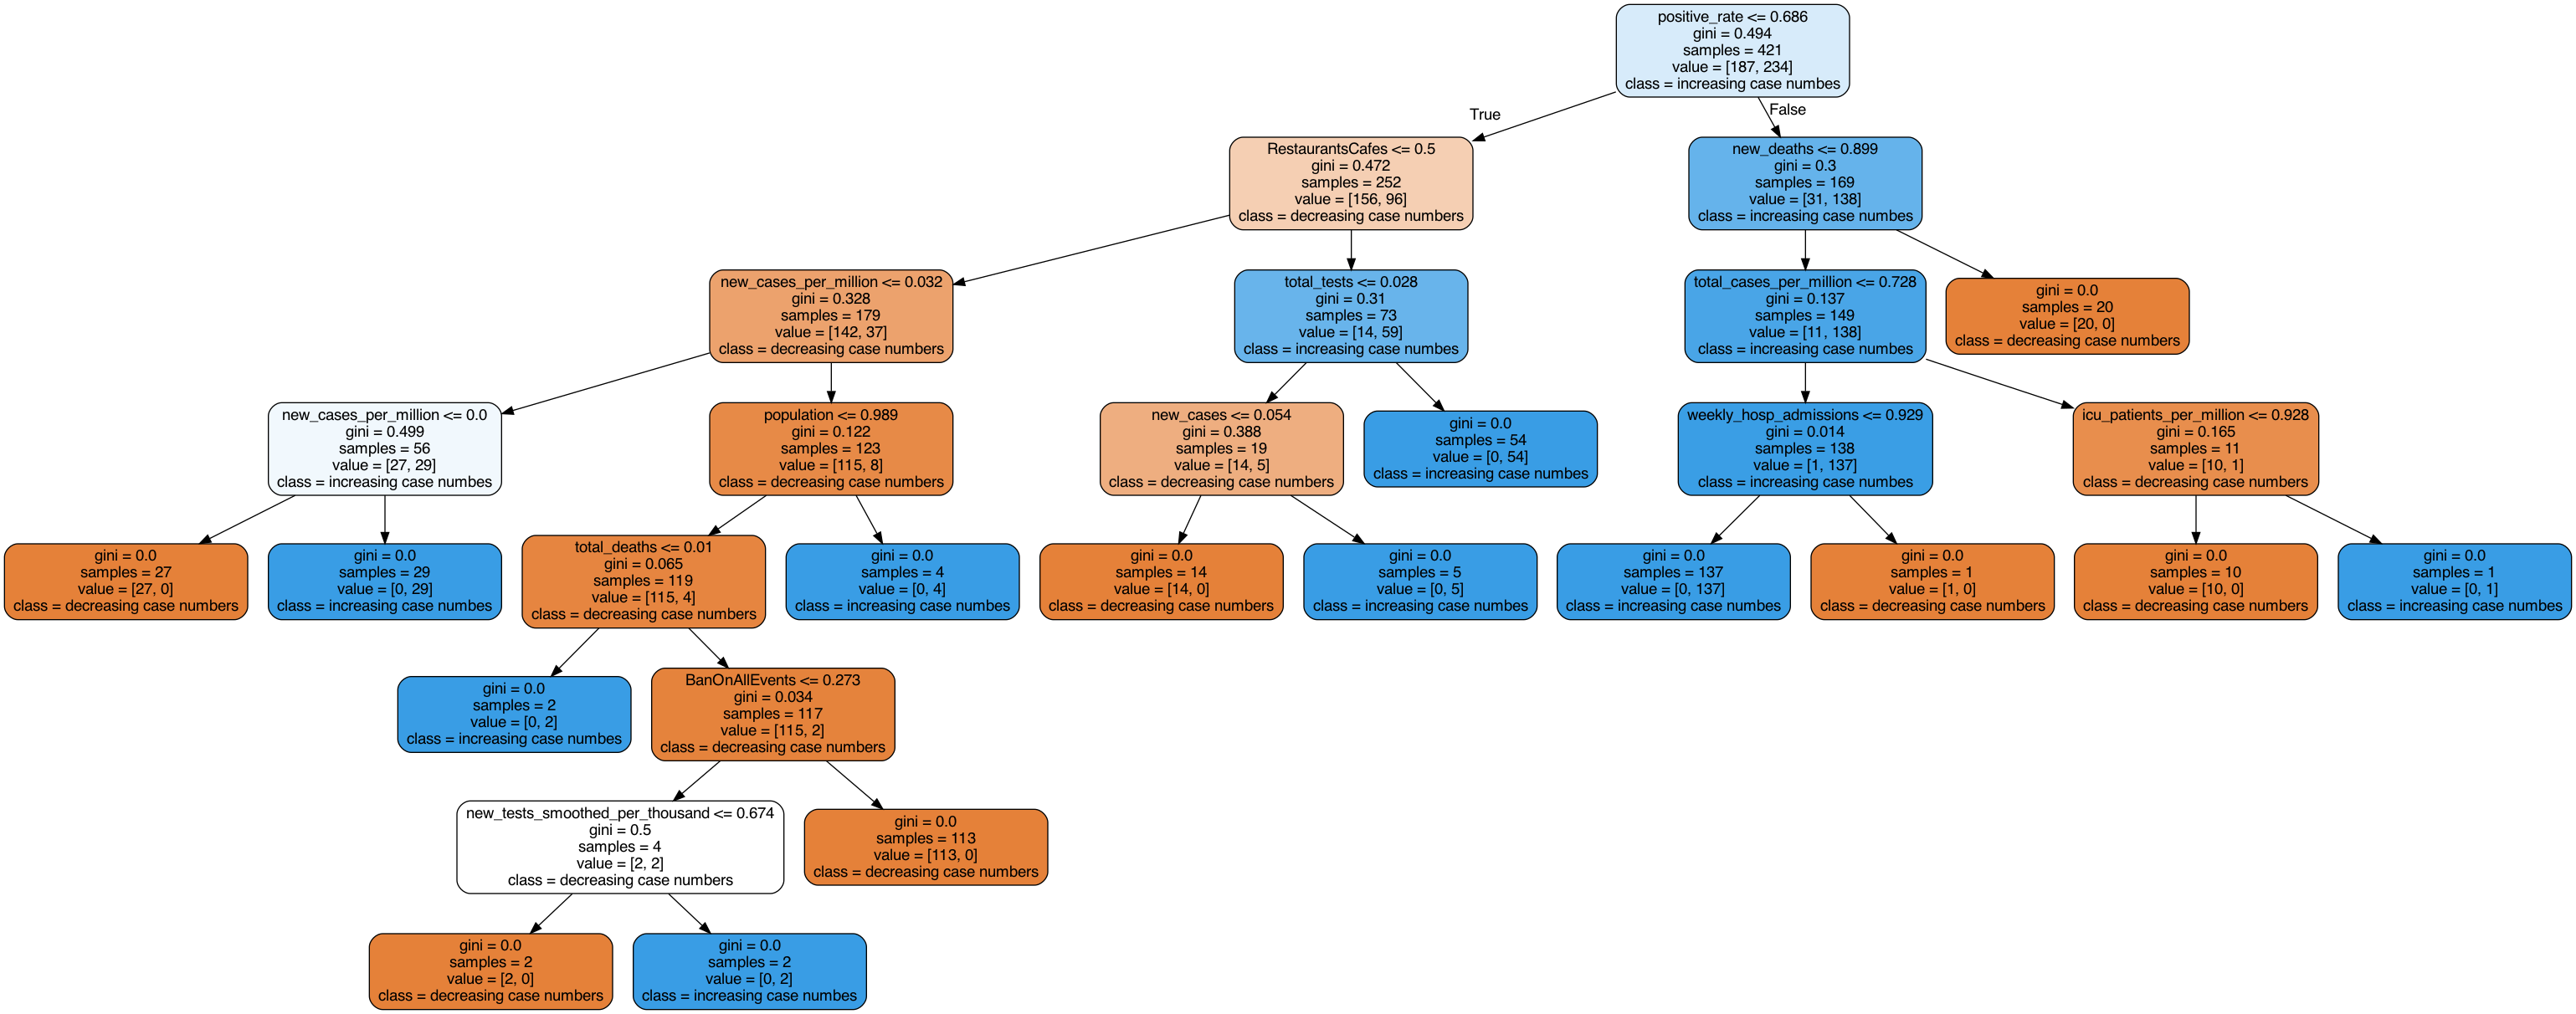 positive_rate <= 0.686
gini = 0.494
samples = 421
value = [187, 234]
class = increasing case numbes
True
False
RestaurantsCafes <= 0.5
gini = 0.472
samples = 252
value = [156, 96]
class = decreasing case numbers
new_deaths <= 0.899
gini = 0.3
samples = 169
value = [31, 138]
class = increasing case numbes
new_cases_per_million <= 0.032
gini = 0.328
samples = 179
value = [142, 37]
class = decreasing case numbers
total_tests <= 0.028
gini = 0.31
samples = 73
value = [14, 59]
class = increasing case numbes
total_cases_per_million <= 0.728
gini = 0.137
samples = 149
value = [11, 138]
class = increasing case numbes
gini = 0.0
samples = 20
value = [20, 0]
class = decreasing case numbers
new_cases_per_million <= 0.0
gini = 0.499
samples = 56
value = [27, 29]
class = increasing case numbes
population <= 0.989
gini = 0.122
samples = 123
value = [115, 8]
class = decreasing case numbers
new_cases <= 0.054
gini = 0.388
samples = 19
value = [14, 5]
class = decreasing case numbers
gini = 0.0
samples = 54
value = [0, 54]
class = increasing case numbes
weekly_hosp_admissions <= 0.929
gini = 0.014
samples = 138
value = [1, 137]
class = increasing case numbes
icu_patients_per_million <= 0.928
gini = 0.165
samples = 11
value = [10, 1]
class = decreasing case numbers
gini = 0.0
samples = 27
value = [27, 0]
class = decreasing case numbers
gini = 0.0
samples = 29
value = [0, 29]
class = increasing case numbes
total_deaths <= 0.01
gini = 0.065
samples = 119
value = [115, 4]
class = decreasing case numbers
gini = 0.0
samples = 4
value = [0, 4]
class = increasing case numbes
gini = 0.0
samples = 14
value = [14, 0]
class = decreasing case numbers
gini = 0.0
samples = 5
value = [0, 5]
class = increasing case numbes
gini = 0.0
samples = 137
value = [0, 137]
class = increasing case numbes
gini = 0.0
samples = 1
value = [1, 0]
class = decreasing case numbers
gini = 0.0
samples = 10
value = [10, 0]
class = decreasing case numbers
gini = 0.0
samples = 1
value = [0, 1]
class = increasing case numbes
gini = 0.0
samples = 2
value = [0, 2]
class = increasing case numbes
BanOnAllEvents <= 0.273
gini = 0.034
samples = 117
value = [115, 2]
class = decreasing case numbers
new_tests_smoothed_per_thousand <= 0.674
gini = 0.5
samples = 4
value = [2, 2]
class = decreasing case numbers
gini = 0.0
samples = 113
value = [113, 0]
class = decreasing case numbers
gini = 0.0
samples = 2
value = [2, 0]
class = decreasing case numbers
gini = 0.0
samples = 2
value = [0, 2]
class = increasing case numbes